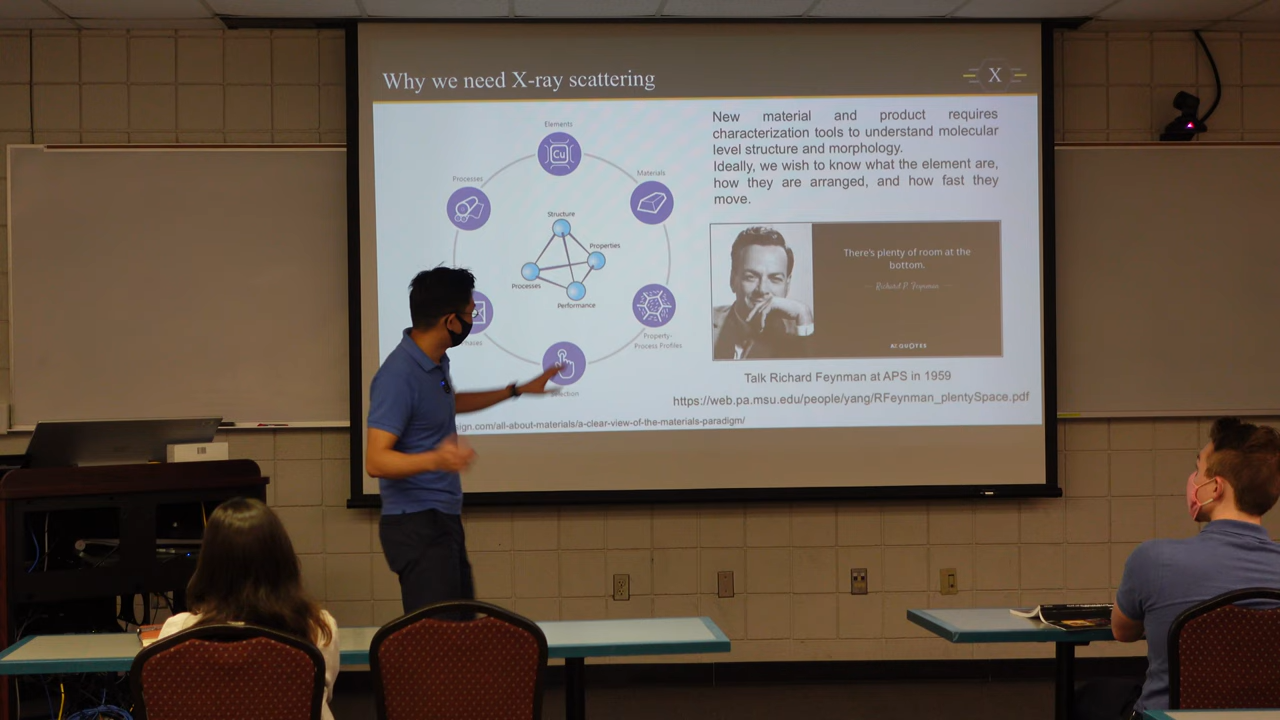 Why we need X-ray scattering
X
Elements
Cu
Processes
Materials
Structure
Properties
Processes
Performance
Property-
Process Profiles
New material and product requires
characterization tools to understand molecular
level structure and morphology.
Ideally, we wish to know what the element are,
how they are arranged, and how fast they
move.
There's plenty of room at the
bottom.
Richard P. Feynman
AZ QUOTES
Talk Richard Feynman at APS in 1959
https://web.pa.msu.edu/people/yang/RFeynman_plentySpace.pdf
ign.com/all-about-materials/a-clear-view-of-the-materials-paradigm/